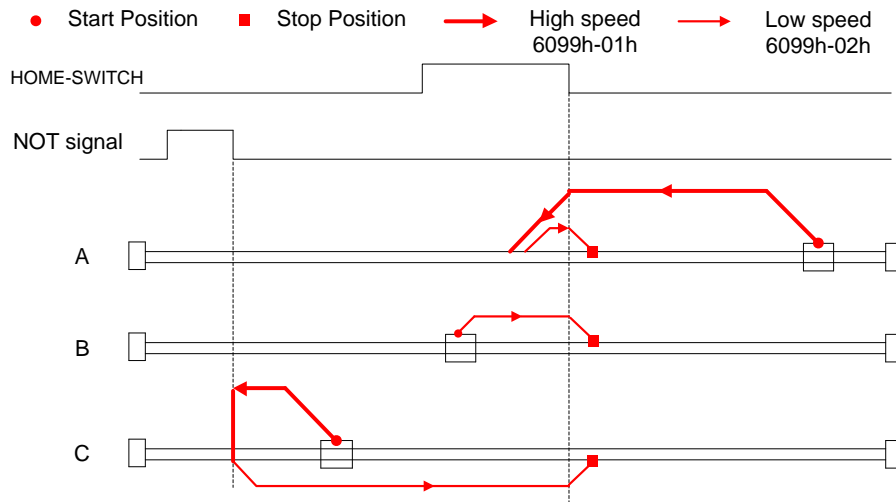 Start Position
Stop Position
High speed
6099h-01h
Low speed
6099h-02h
HOME-SWITCH
NOT signal
A
B
C